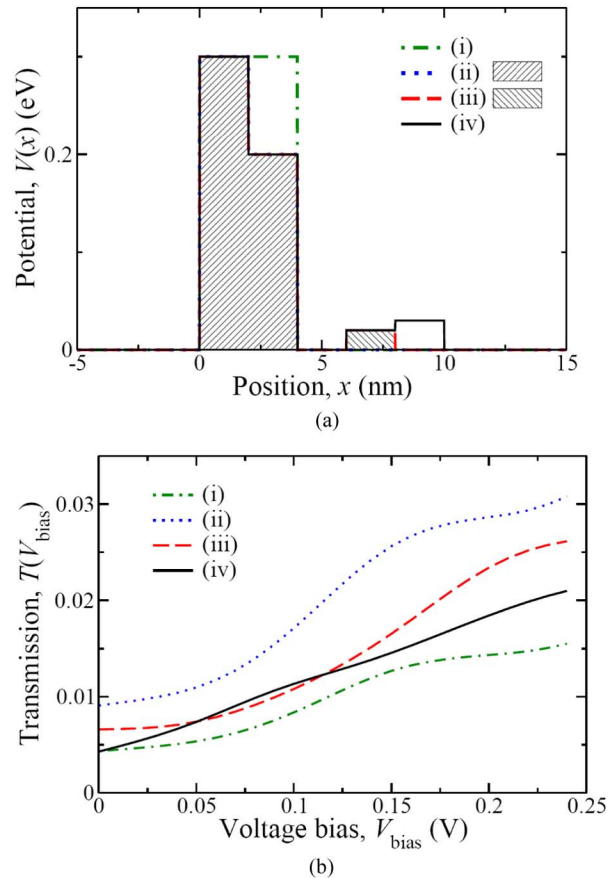 (i)
(ii)
(iii)
(iv)
Potential, V(x) (eV)
0.2
0
-5
0
5
10
15
Position, x (nm)
(a)
(i)
(ii)
(iii)
(iv)
Transmission, T(V_bias)
0.03
0.02
0.01
0
0
0.05
0.1
0.15
0.2
0.25
Voltage bias, V_bias (V)
(b)